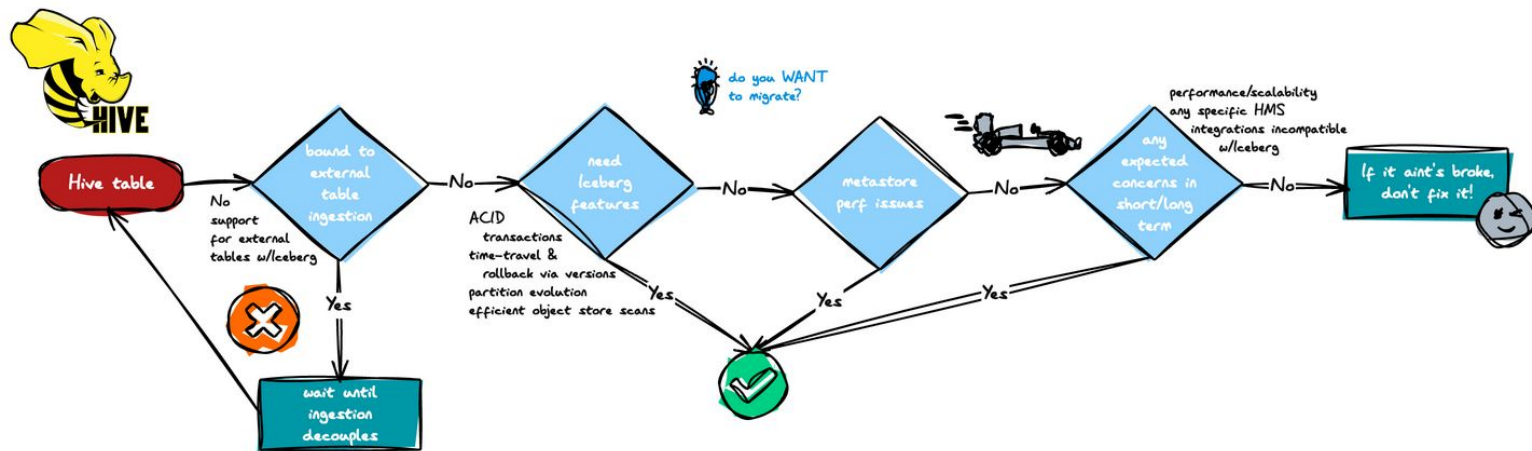 HIVE
Hive table
No
support
for external
tables w/Iceberg
bound to
external
table
ingestion
Yes
wait until
ingestion
decouples
No
need
Iceberg
features
ACID
transactions
time-travel &
rollback via versions
partition evolution
efficient object store scans
Yes
do you WANT
to migrate?
No
metastore
perf issues
Yes
No
any
expected
concerns in
short/long
term
performance/scalability
any specific HMS
integrations incompatible
w/Iceberg
Yes
No
If it aint's broke,
don't fix it!